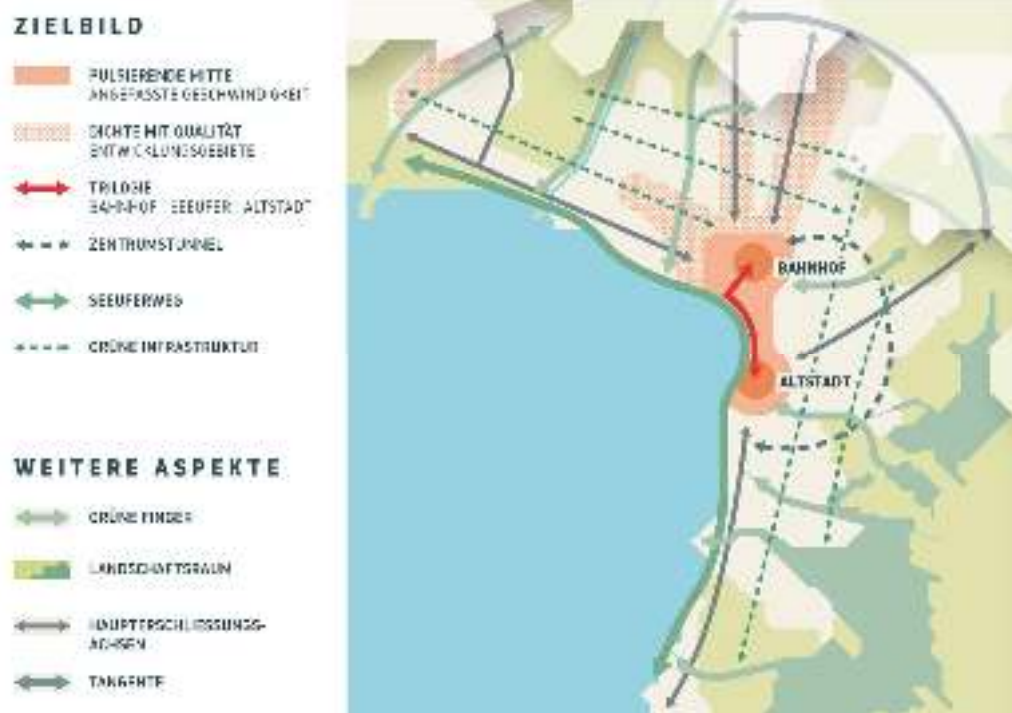 ZIELBILD
PULSIERENDE MITTE
ANGEPASSTE GESCHWINDIGKEIT
DICHTE MIT QUALITÄT
ENTWICKLUNGSGEBIETE
TRILOGIE
BAHNHOF SEEUFER ALTSTADT
ZENTRUMSTUNNEL
SEEUFERWEG
GRÜNE INFRASTRUKTUR
WEITERE ASPEKTE
GRÜNE FINGER
LANDSCHAFTSRAUM
HAUPTERSCHLIESSUNGS-
ACHSEN
TANGENTE
BAHNHOF
ALTSTADT